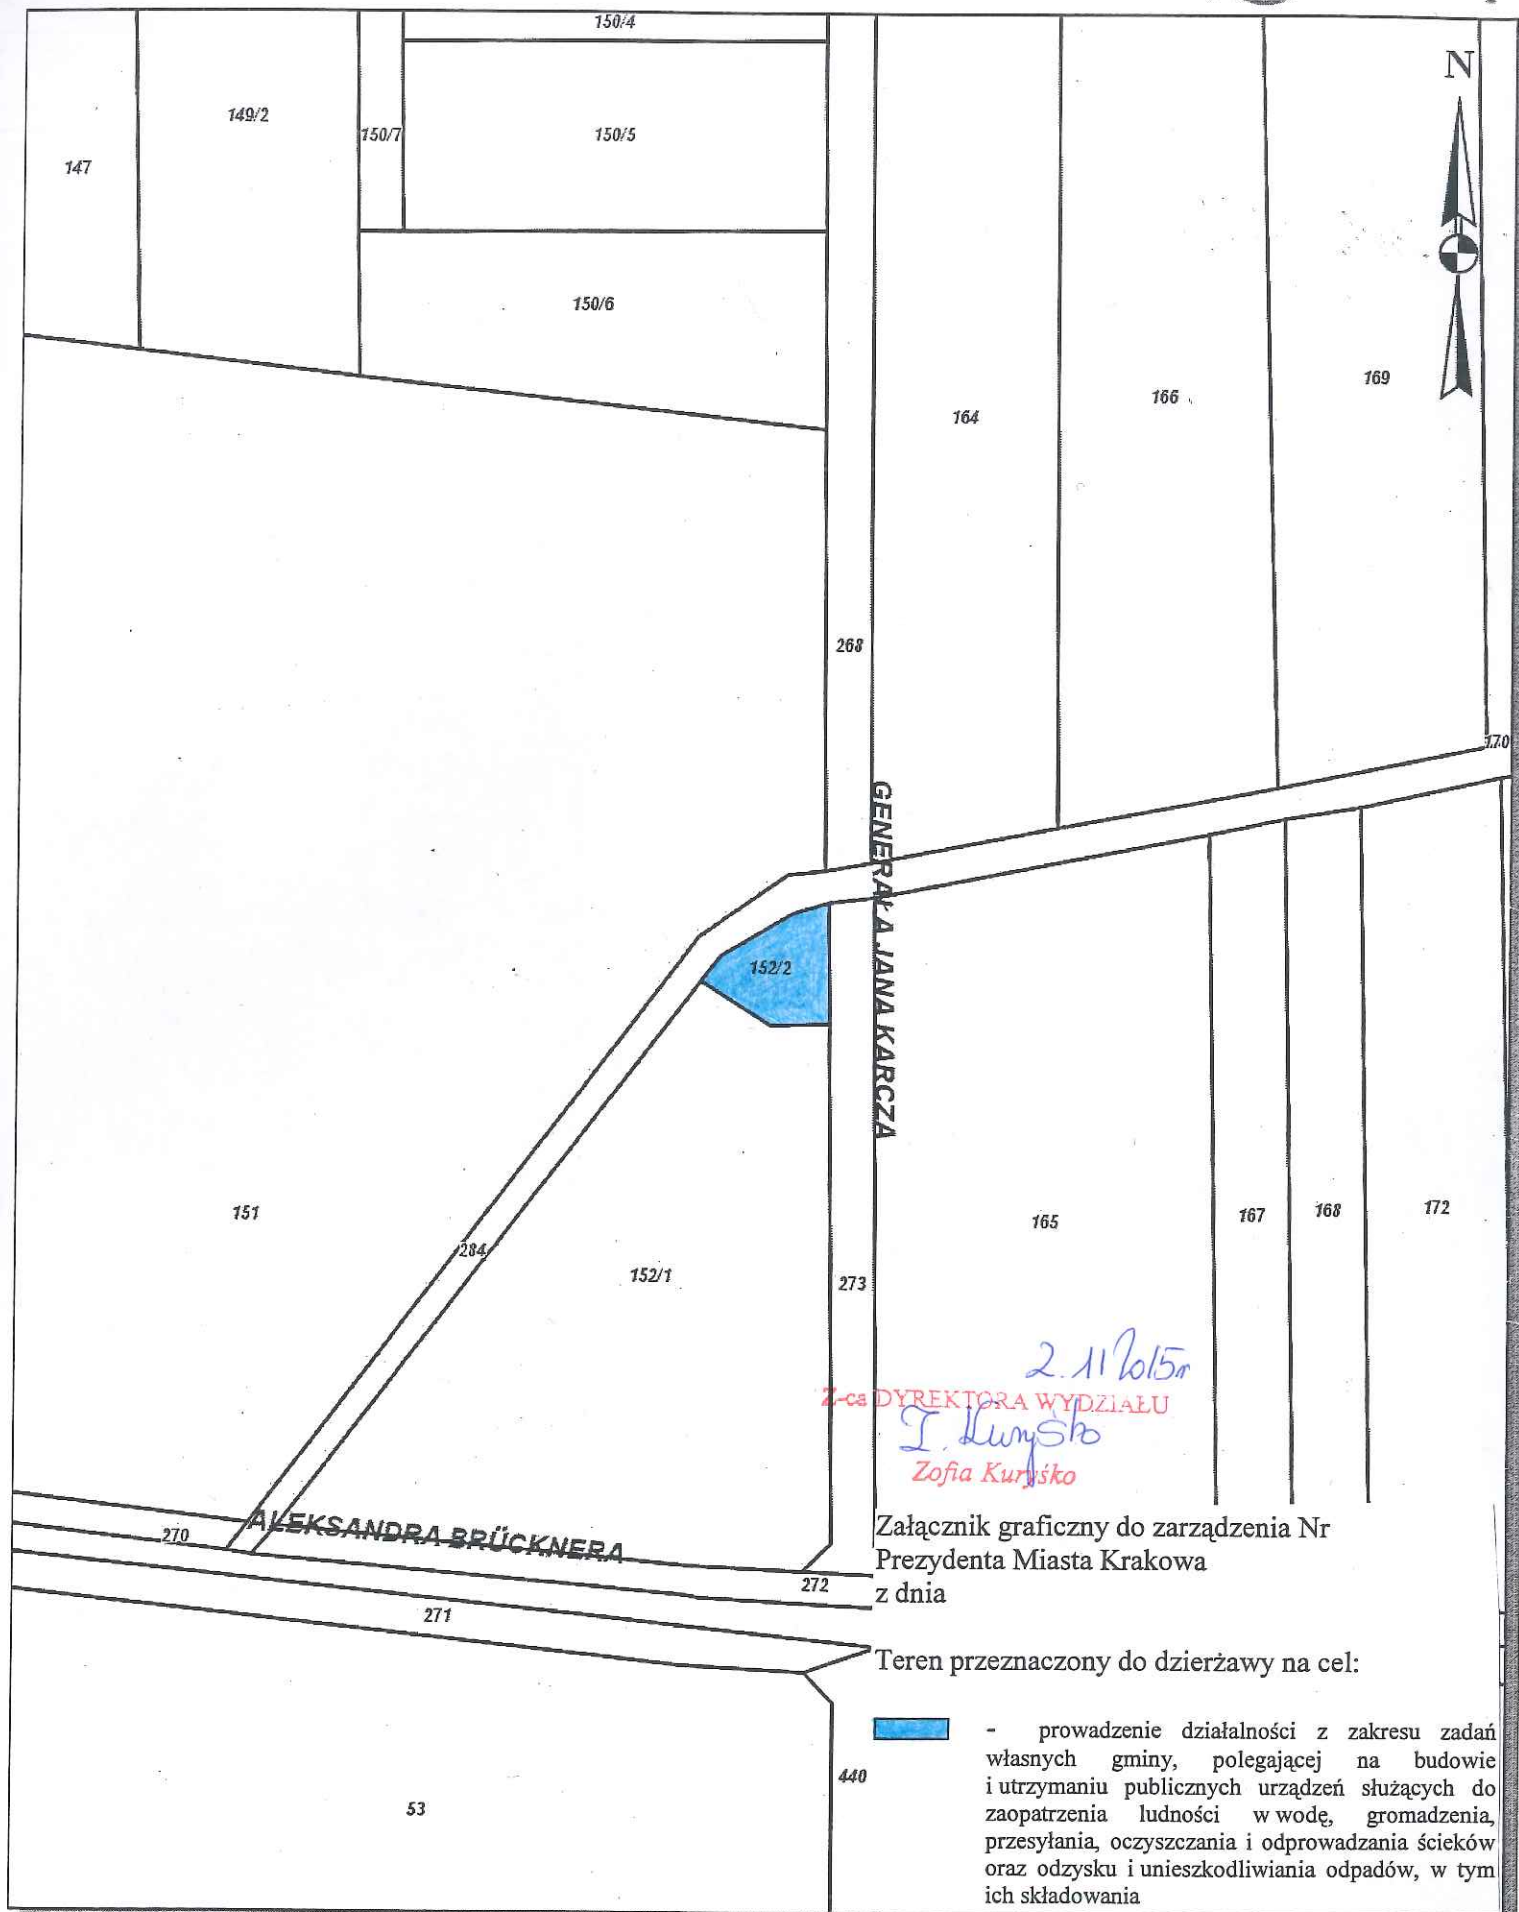 150/4
N
149/2
150/7
150/5
147
150/6
169
166
164
268
170
GENERAŁA JANA KARCZA
152/2
151
165
167
168
172
284
152/1
273
2.11 2015r
Z-ca DYREKTORA WYDZIAŁU
Z. Kuryśko
Zofia Kuryśko
270
ALEKSANDRA BRÜCKNERA
272
271
Załącznik graficzny do zarządzenia Nr
Prezydenta Miasta Krakowa
z dnia
Teren przeznaczony do dzierżawy na cel:
- prowadzenie działalności z zakresu zadań
własnych gminy, polegającej na budowie
i utrzymaniu publicznych urządzeń służących do
zaopatrzenia ludności w wodę, gromadzenia,
przesyłania, oczyszczania i odprowadzania ścieków
oraz odzysku i unieszkodliwiania odpadów, w tym
ich składowania
440
53